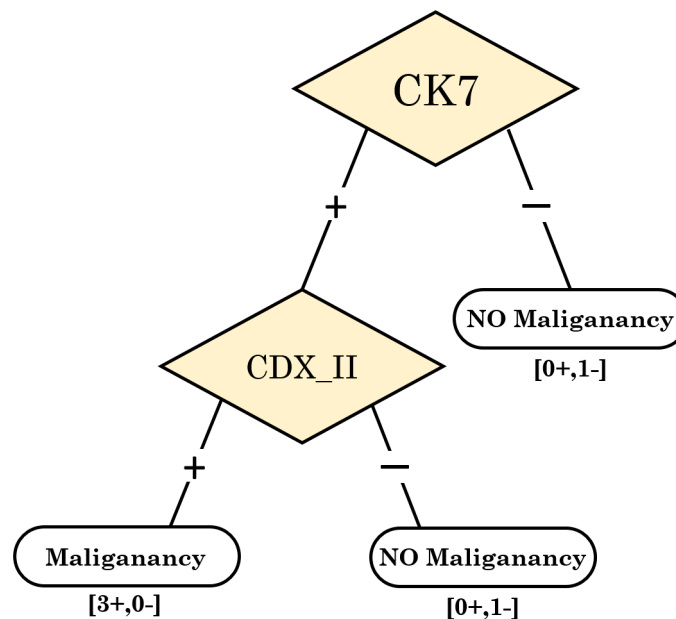 CK7
+
−
NO Maliganancy
[0+,1-]
CDX_II
+
−
Maliganancy
[3+,0-]
NO Maliganancy
[0+,1-]